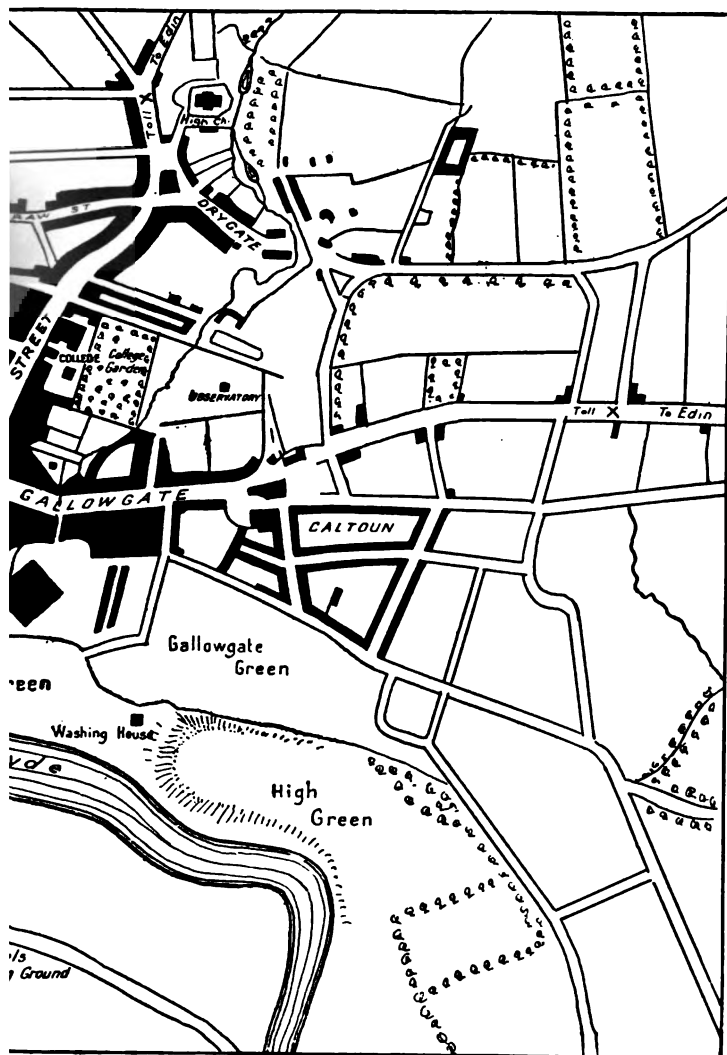 To Edin
Toll
High Ch.
RAW ST
DRYGATE
STREET
COLLEGE
College
Garden
OBSERVATORY
Toll
To Edin
GALLOWGATE
CALTOUN
Gallowgate
Green
reen
Washing House
yde
High
Green
ls
Ground